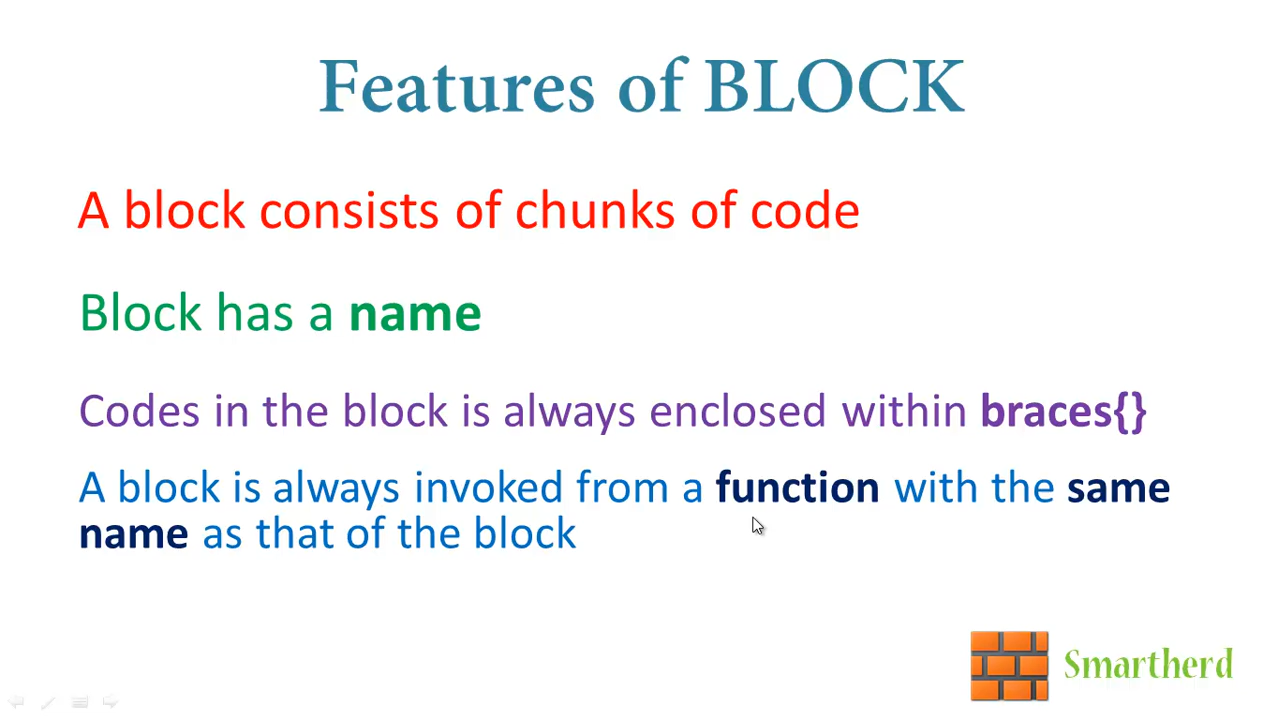 Features of BLOCK
A block consists of chunks of code
Block has a name
Codes in the block is always enclosed within braces{}
A block is always invoked from a function with the same
name as that of the block
Smartherd